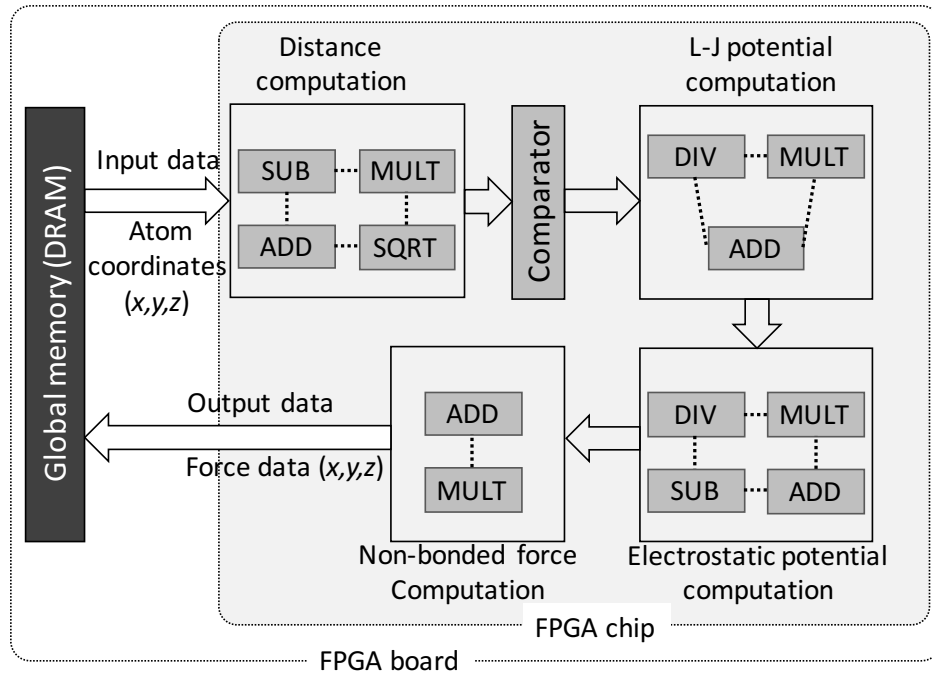 Distance
computation
L-J potential
computation
Global memory (DRAM)
Input data
Atom
coordinates
(x,y,z)
SUB
MULT
ADD
SQRT
Comparator
DIV
MULT
ADD
Output data
Force data (x,y,z)
ADD
MULT
Non-bonded force
Computation
DIV
MULT
SUB
ADD
Electrostatic potential
computation
FPGA chip
FPGA board